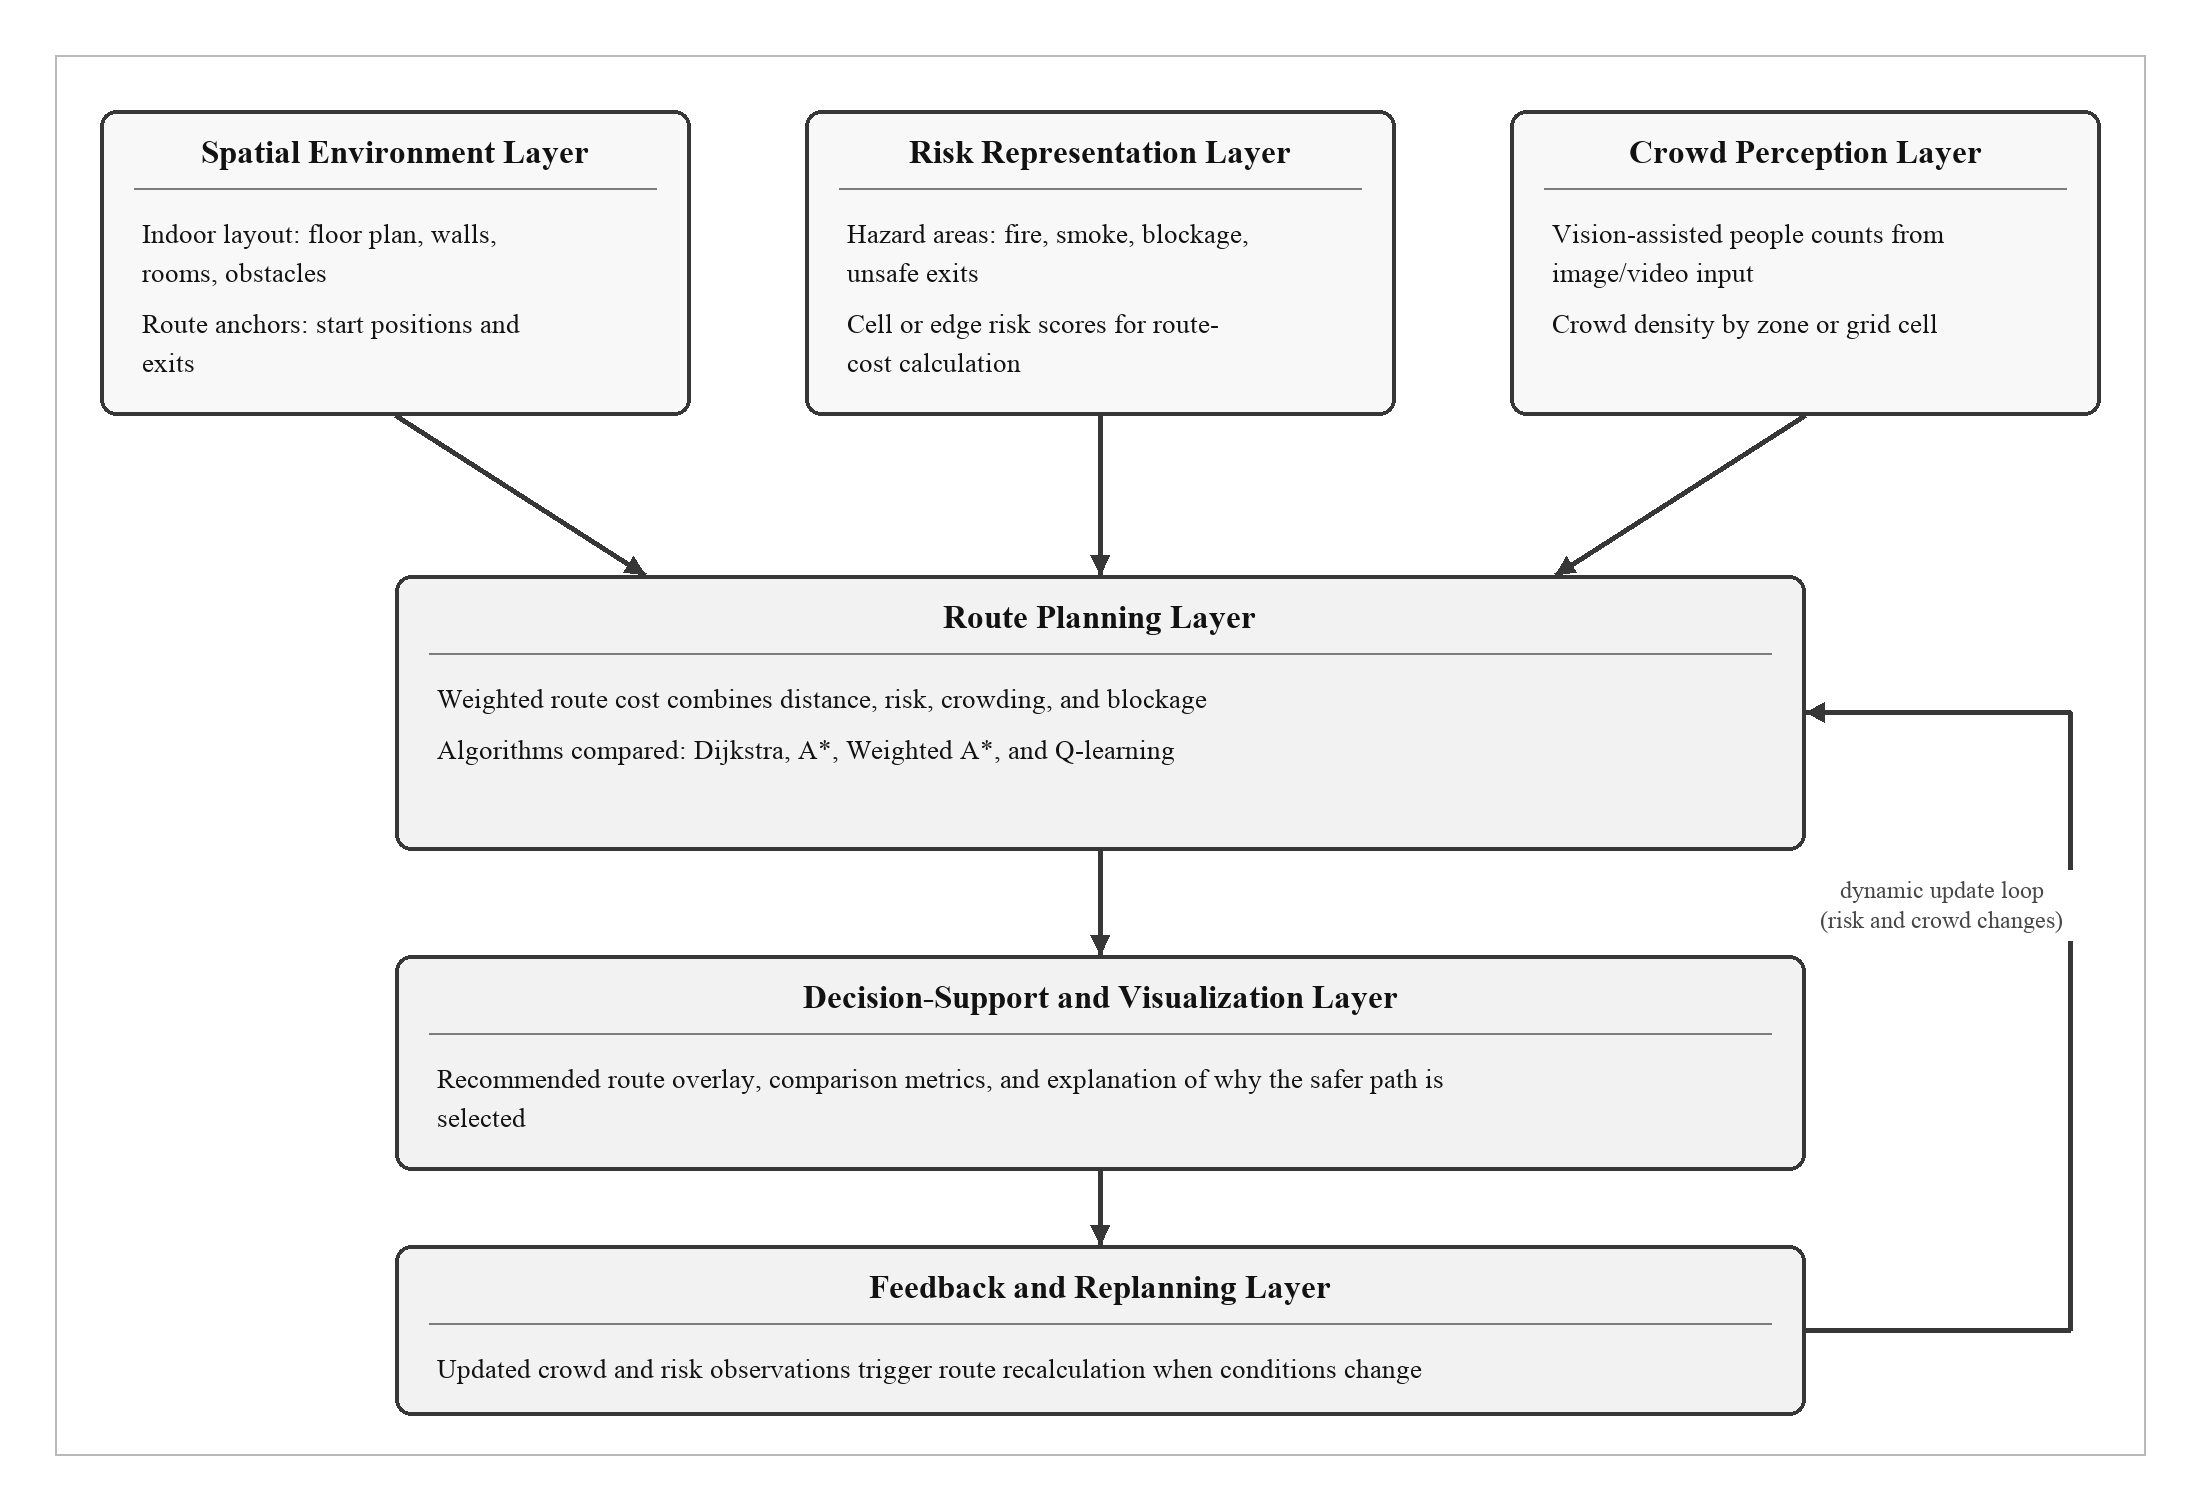 Spatial Environment Layer
Indoor layout: floor plan, walls,
rooms, obstacles
Route anchors: start positions and
exits
Risk Representation Layer
Hazard areas: fire, smoke, blockage,
unsafe exits
Cell or edge risk scores for route-
cost calculation
Crowd Perception Layer
Vision-assisted people counts from
image/video input
Crowd density by zone or grid cell
Route Planning Layer
Weighted route cost combines distance, risk, crowding, and blockage
Algorithms compared: Dijkstra, A*, Weighted A*, and Q-learning
dynamic update loop
(risk and crowd changes)
Decision-Support and Visualization Layer
Recommended route overlay, comparison metrics, and explanation of why the safer path is
selected
Feedback and Replanning Layer
Updated crowd and risk observations trigger route recalculation when conditions change